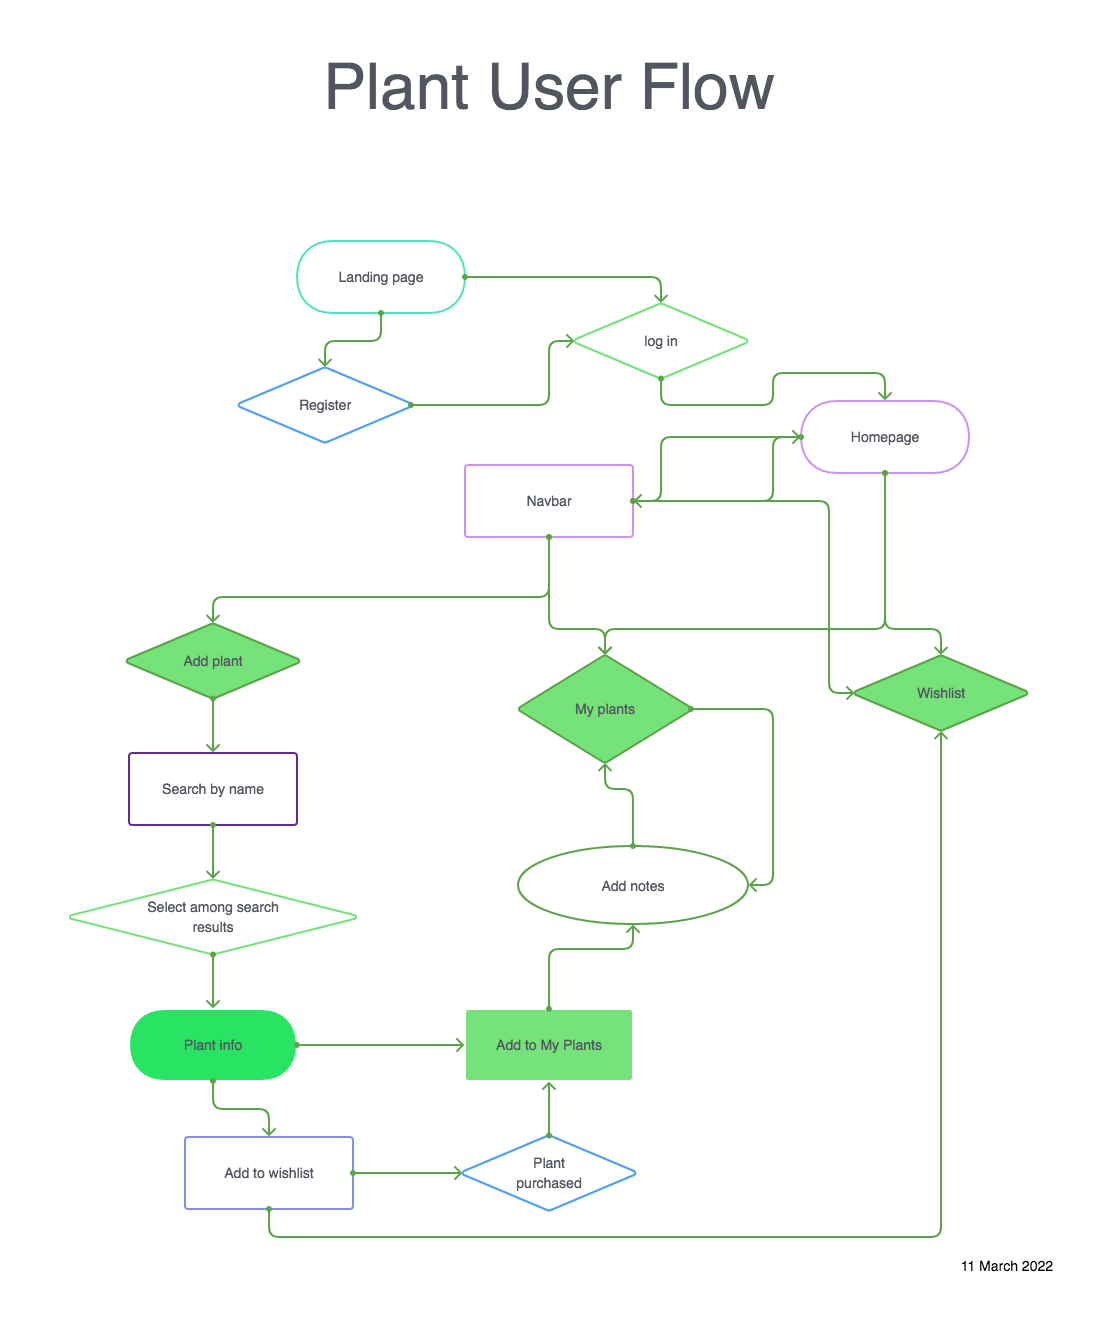 Plant User Flow
Landing page
log in
Register
Homepage
Navbar
Add plant
My plants
Wishlist
Search by name
Add notes
Select among search
results
Plant info
Add to My Plants
Add to wishlist
Plant
purchased
11 March 2022